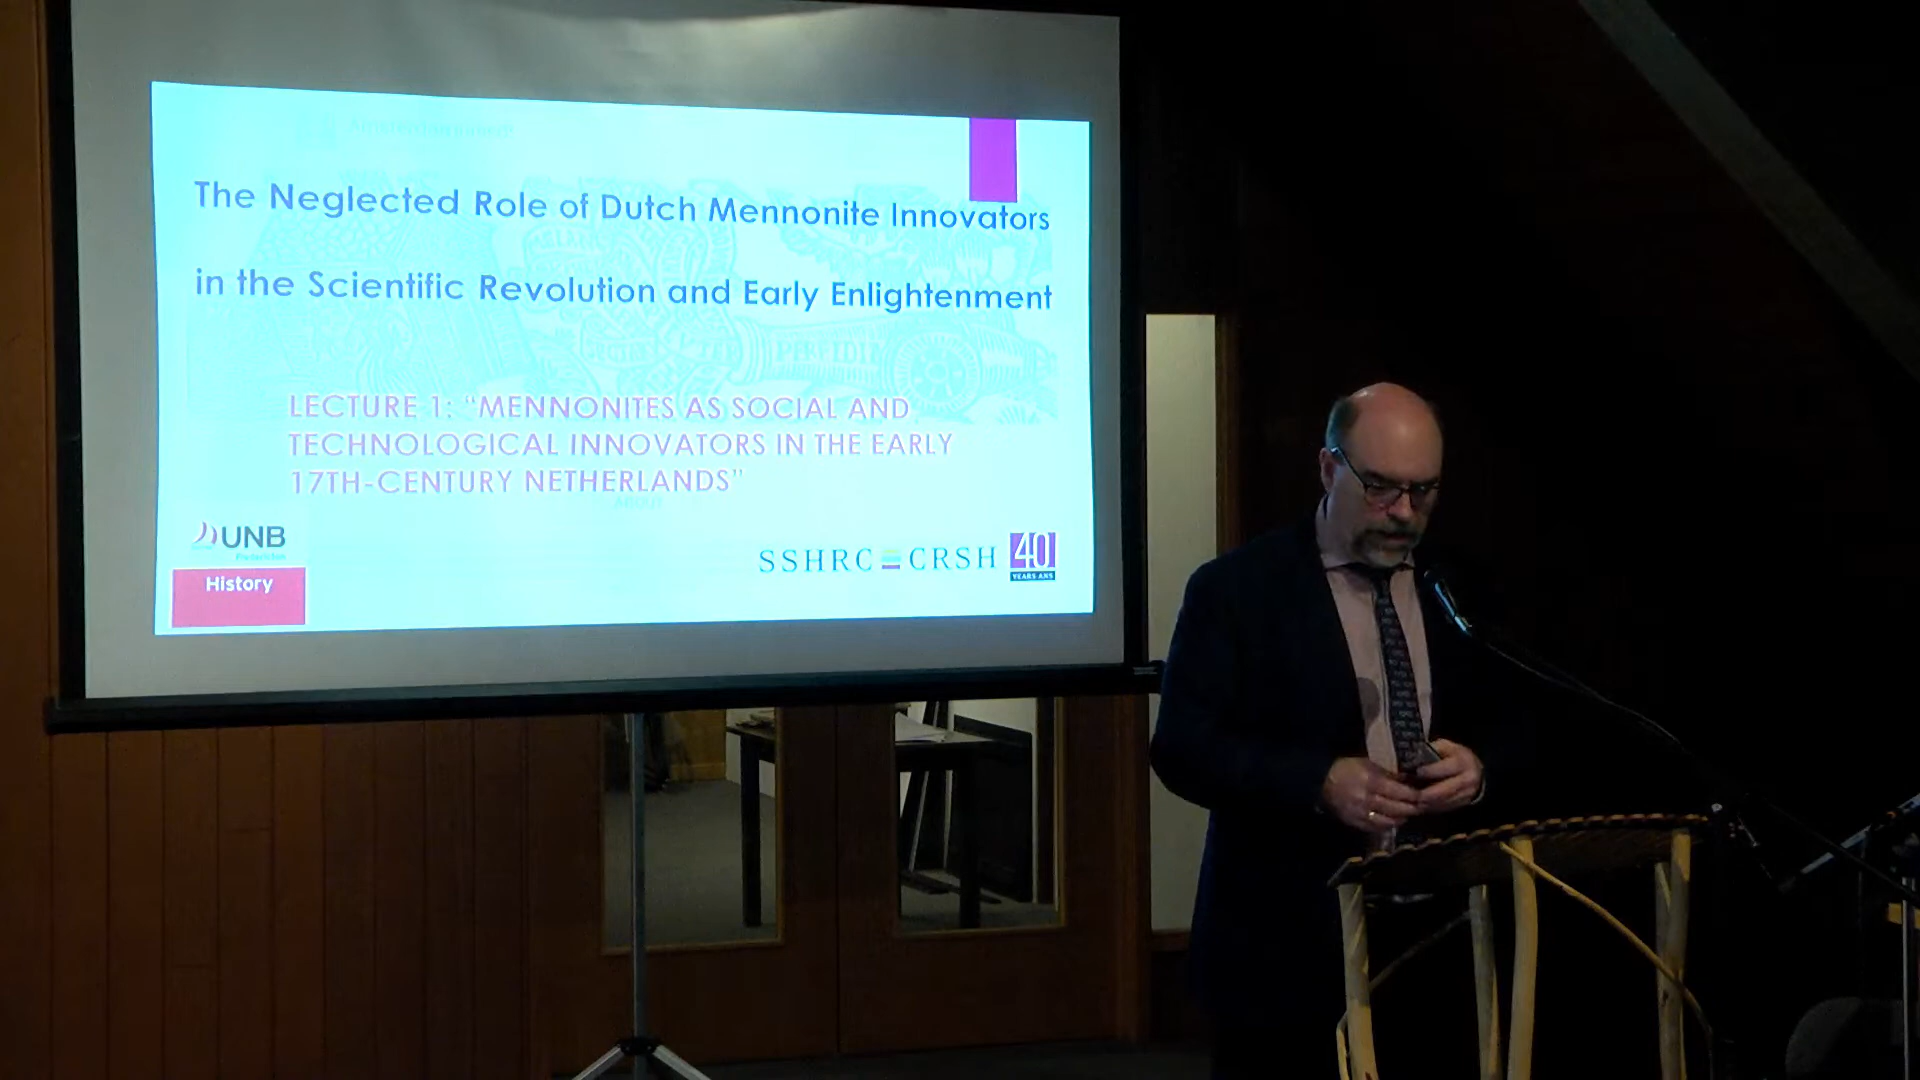 The Neglected Role of Dutch Mennonite Innovators
in the Scientific Revolution and Early Enlightenment
LECTURE 1: “MENNONITES AS SOCIAL AND
TECHNOLOGICAL INNOVATORS IN THE EARLY
17TH-CENTURY NETHERLANDS”
UNB
History
SSHRC CRSH 40
YEARS ANS